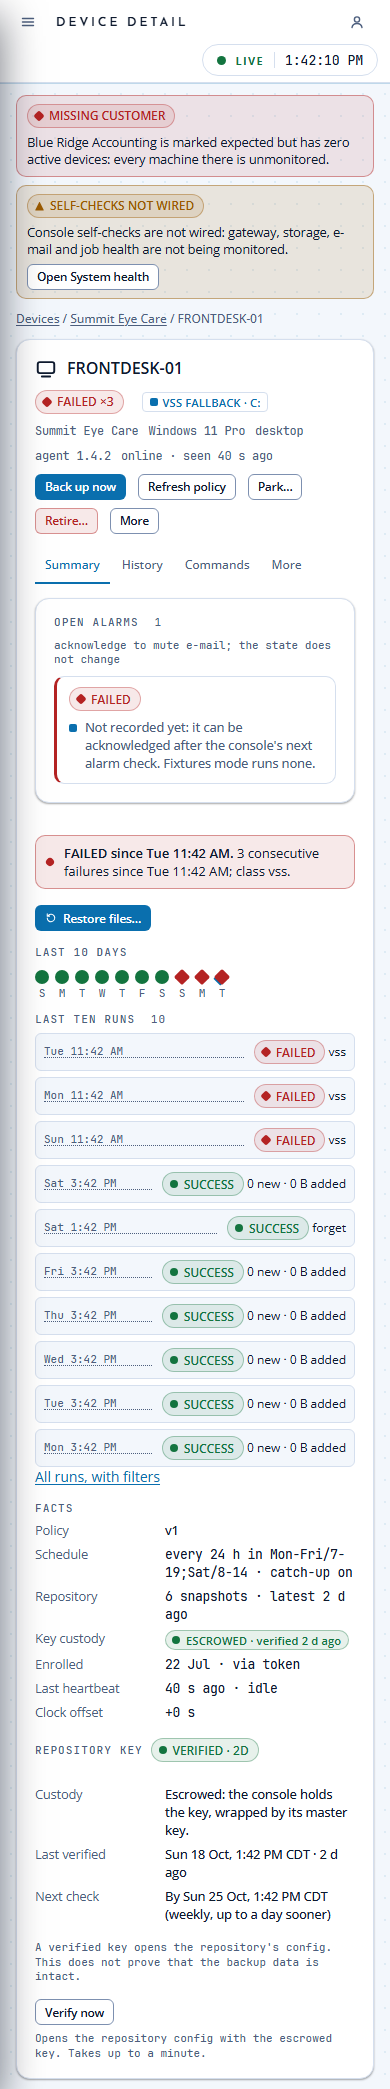 DEVICE DETAIL
LIVE 1:42:10 PM
MISSING CUSTOMER
Blue Ridge Accounting is marked expected but has zero
active devices: every machine there is unmonitored.
SELF-CHECKS NOT WIRED
Console self-checks are not wired: gateway, storage, e-
mail and job health are not being monitored.
Open System health
Devices / Summit Eye Care / FRONTDESK-01
FRONTDESK-01
FAILED ×3 VSS FALLBACK · C:
Summit Eye Care Windows 11 Pro desktop
agent 1.4.2 online · seen 40 s ago
Back up now Refresh policy Park...
Retire... More
Summary History Commands More
OPEN ALARMS 1
acknowledge to mute e-mail; the state does
not change
FAILED
Not recorded yet: it can be
acknowledged after the console's next
alarm check. Fixtures mode runs none.
FAILED since Tue 11:42 AM. 3 consecutive
failures since Tue 11:42 AM; class vss.
Restore files...
LAST 10 DAYS
S M T W T F S S M T
LAST TEN RUNS 10
Tue 11:42 AM FAILED vss
Mon 11:42 AM FAILED vss
Sun 11:42 AM FAILED vss
Sat 3:42 PM SUCCESS 0 new · 0 B added
Sat 1:42 PM SUCCESS forget
Fri 3:42 PM SUCCESS 0 new · 0 B added
Thu 3:42 PM SUCCESS 0 new · 0 B added
Wed 3:42 PM SUCCESS 0 new · 0 B added
Tue 3:42 PM SUCCESS 0 new · 0 B added
Mon 3:42 PM SUCCESS 0 new · 0 B added
All runs, with filters
FACTS
Policy v1
Schedule every 24 h in Mon-Fri/7-
19;Sat/8-14 · catch-up on
Repository 6 snapshots · latest 2 d
ago
Key custody ESCROWED · verified 2 d ago
Enrolled 22 Jul · via token
Last heartbeat 40 s ago · idle
Clock offset +0 s
REPOSITORY KEY VERIFIED · 2D
Custody Escrowed: the console holds
the key, wrapped by its master
key.
Last verified Sun 18 Oct, 1:42 PM CDT · 2 d
ago
Next check By Sun 25 Oct, 1:42 PM CDT
(weekly, up to a day sooner)
A verified key opens the repository's config.
This does not prove that the backup data is
intact.
Verify now
Opens the repository config with the escrowed
key. Takes up to a minute.